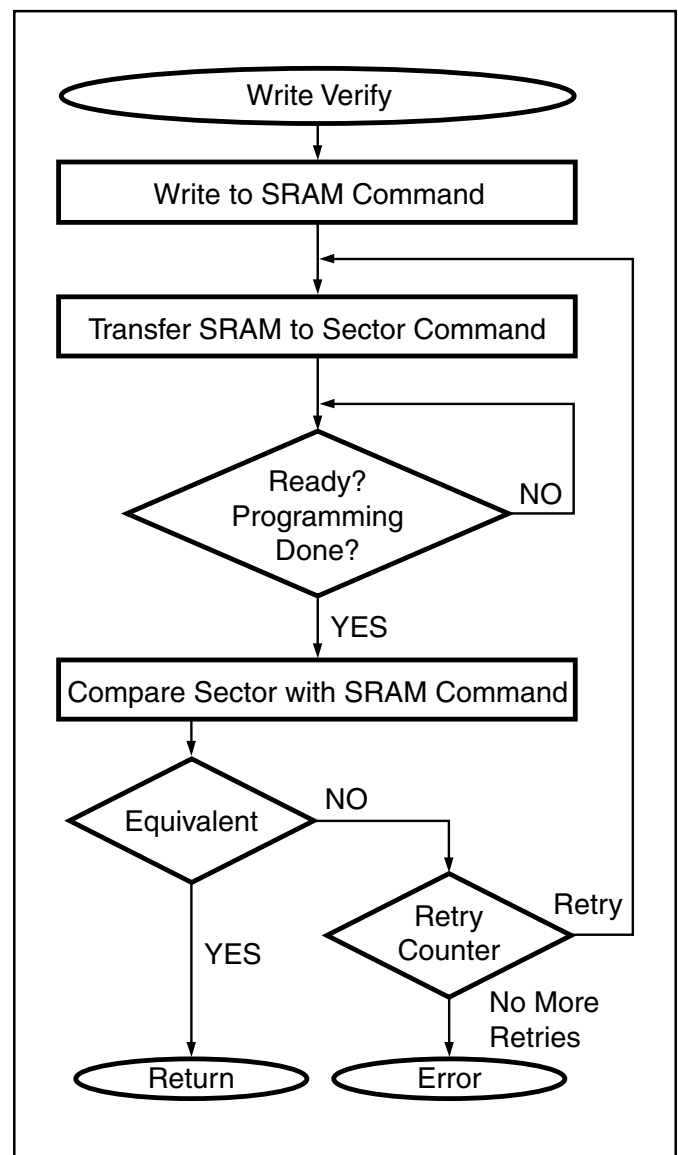 Write Verify
Write to SRAM Command
Transfer SRAM to Sector Command
Ready?
Programming
Done?
NO
YES
Compare Sector with SRAM Command
Equivalent
NO
YES
Retry
Counter
Retry
No More
Retries
Return
Error